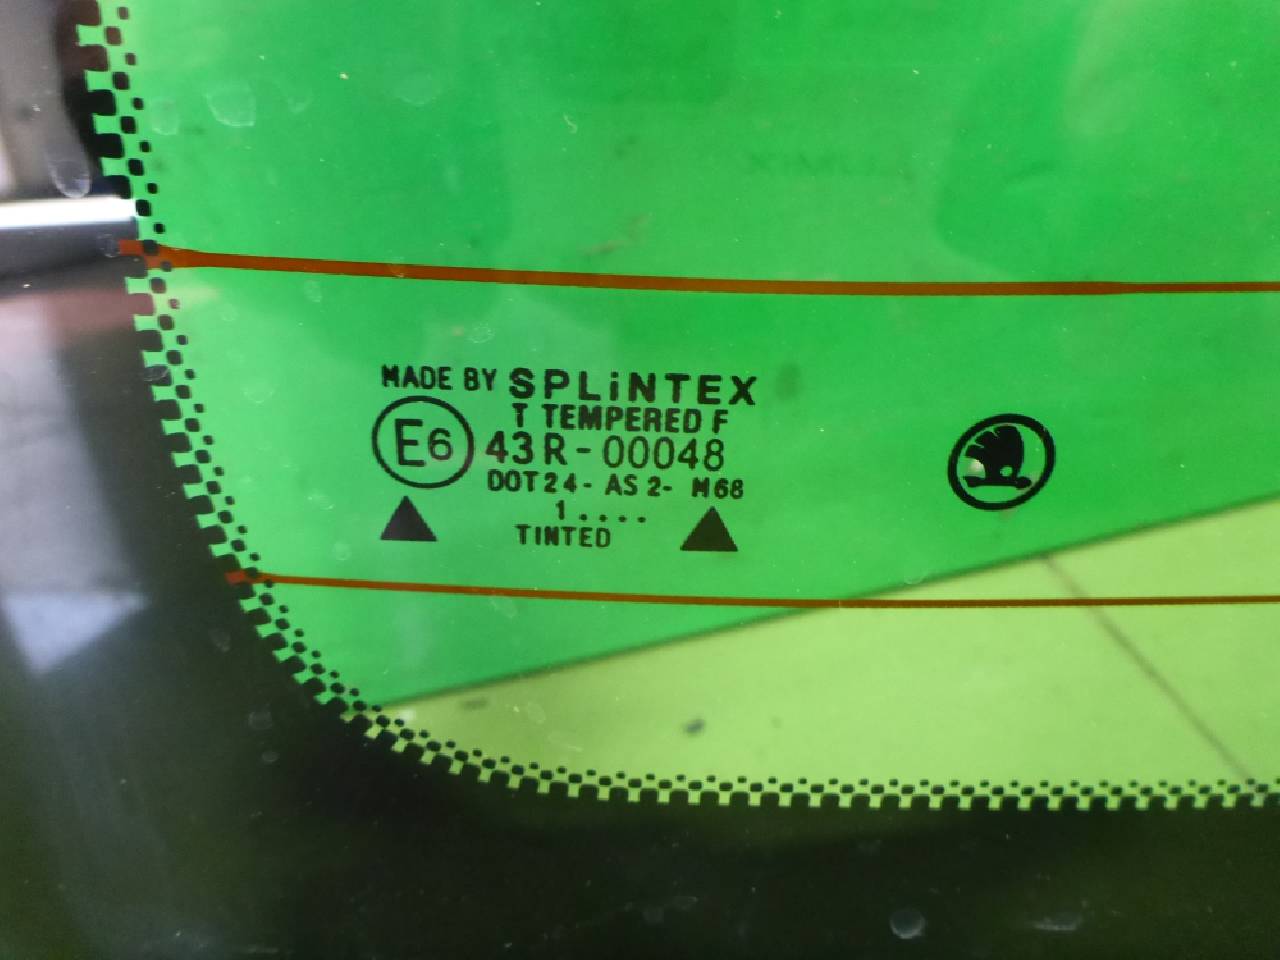 MADE BY SPLiNTEX
T TEMPERED F
E6 43R-00048
DOT24- AS2- M68
1....
TINTED